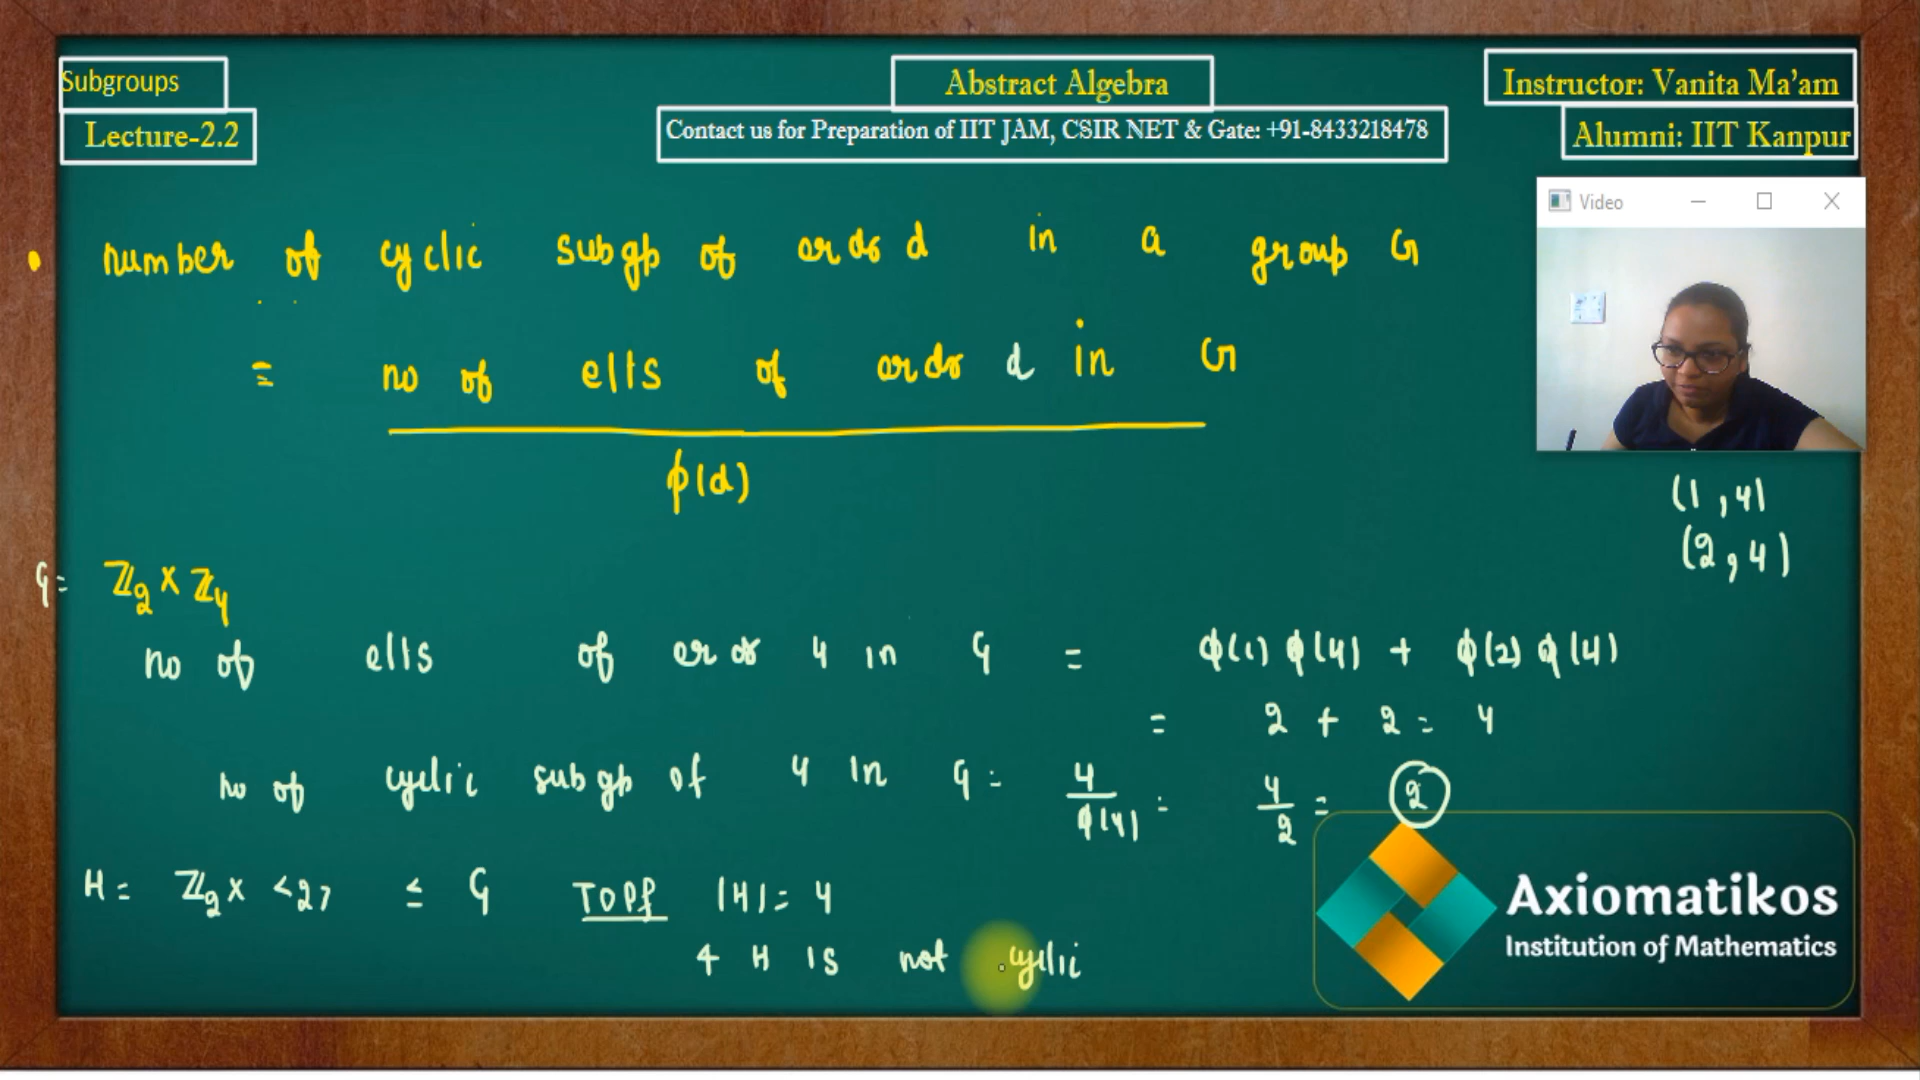 Subgroups
Abstract Algebra
Instructor: Vanita Ma'am
Lecture-2.2
Contact us for Preparation of IIT JAM, CSIR NET & Gate: +91-8433218478
Alumni: IIT Kanpur
Video
• number of cyclic subgp of order d in a group G
= no of elts of order d in G
ϕ(d)
(1, 4)
(2, 4)
G = ℤ2 × ℤ4
no of elts of order 4 in G = ϕ(1) ϕ(4) + ϕ(2) ϕ(4)
= 2 + 2 = 4
no of cyclic subgp of 4 in G = 4/ϕ(4) = 4/2 = 2
H = ℤ2 × <2> ≤ G |H| = 4
& H is not cyclic
Axiomatikos
Institution of Mathematics